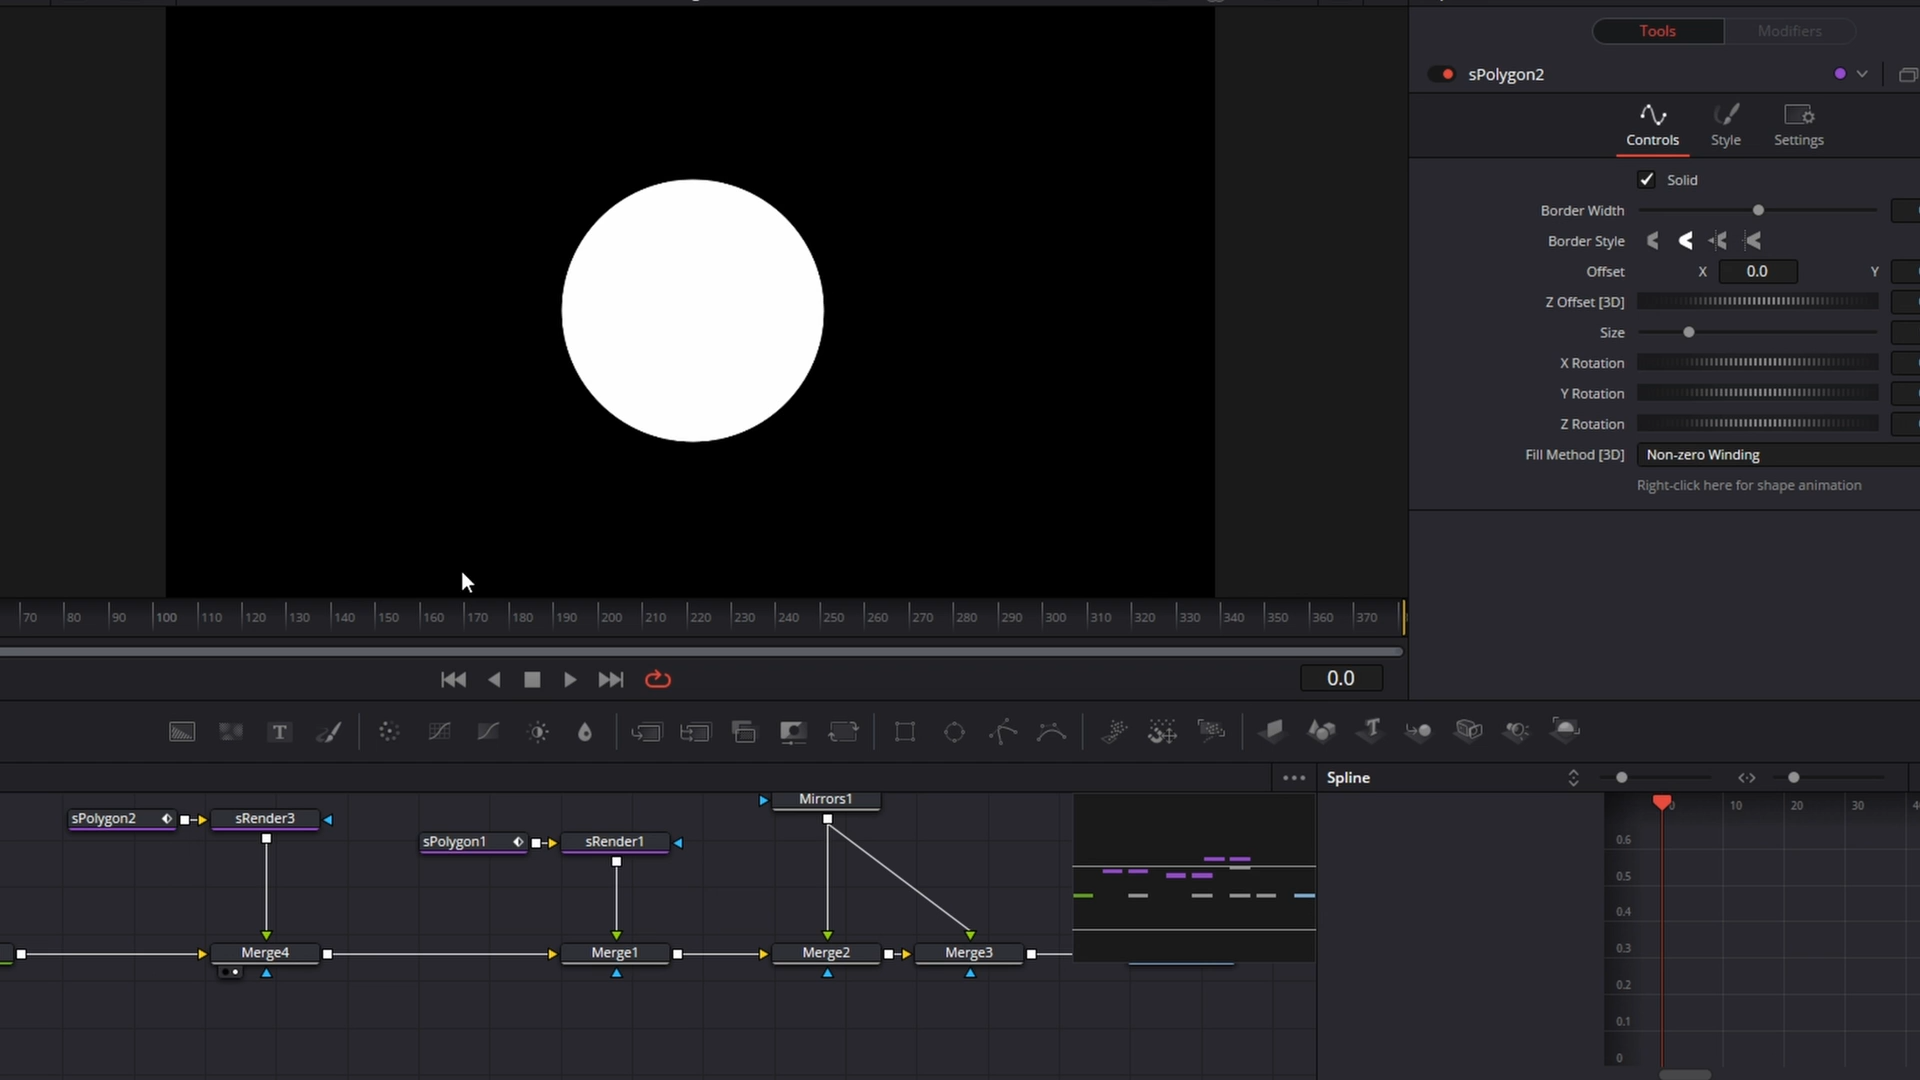 Tools Modifiers
sPolygon2
Controls Style Settings
Solid
Border Width
Border Style
Offset X 0.0 Y
Z Offset [3D]
Size
X Rotation
Y Rotation
Z Rotation
Fill Method [3D] Non-zero Winding
Right-click here for shape animation
70 80 90 100 110 120 130 140 150 160 170 180 190 200 210 220 230 240 250 260 270 280 290 300 310 320 330 340 350 360 370
0.0
T T
Spline
sPolygon2 sRender3
sPolygon1 sRender1
Mirrors1
Merge4 Merge1 Merge2 Merge3
0 10 20 30
0.6
0.5
0.4
0.3
0.2
0.1
0